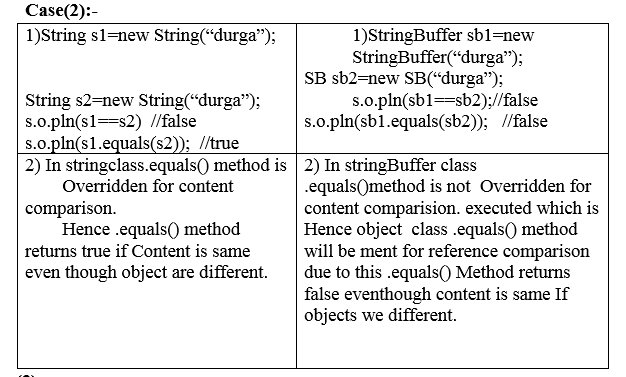 Case(2):-
1)String s1=new String(“durga”);
String s2=new String(“durga”);
s.o.pln(s1==s2) //false
s.o.pln(s1.equals(s2)); //true
1)StringBuffer sb1=new
StringBuffer(“durga”);
SB sb2=new SB(“durga”);
s.o.pln(sb1==sb2);//false
s.o.pln(sb1.equals(sb2)); //false
2) In stringclass.equals() method is
Overridden for content
comparison.
Hence .equals() method
returns true if Content is same
even though object are different.
2) In stringBuffer class
.equals()method is not Overridden for
content comparision. executed which is
Hence object class .equals() method
will be ment for reference comparison
due to this .equals() Method returns
false eventhough content is same If
objects we different.